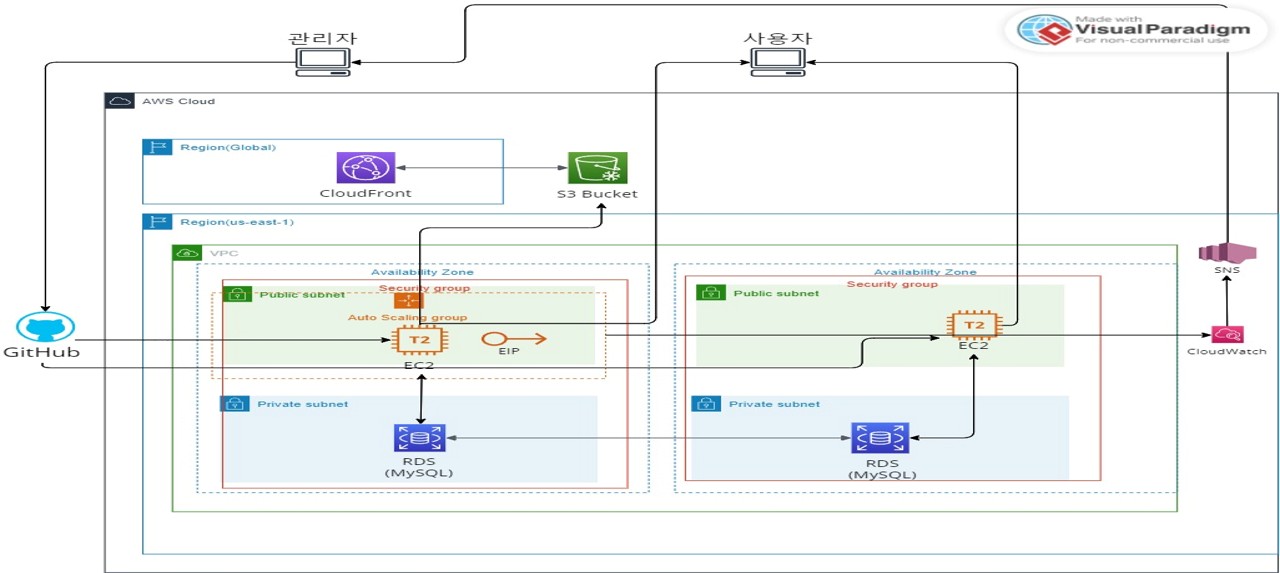 Made with
Visual Paradigm
For non-commercial use
관리자
사용자
AWS Cloud
Region(Global)
CloudFront
S3 Bucket
Region(us-east-1)
VPC
SNS
Availability Zone
Availability Zone
Security group
Security group
Public subnet
Public subnet
Auto Scaling group
T2
EC2
EIP
T2
EC2
GitHub
CloudWatch
Private subnet
Private subnet
RDS
(MySQL)
RDS
(MySQL)